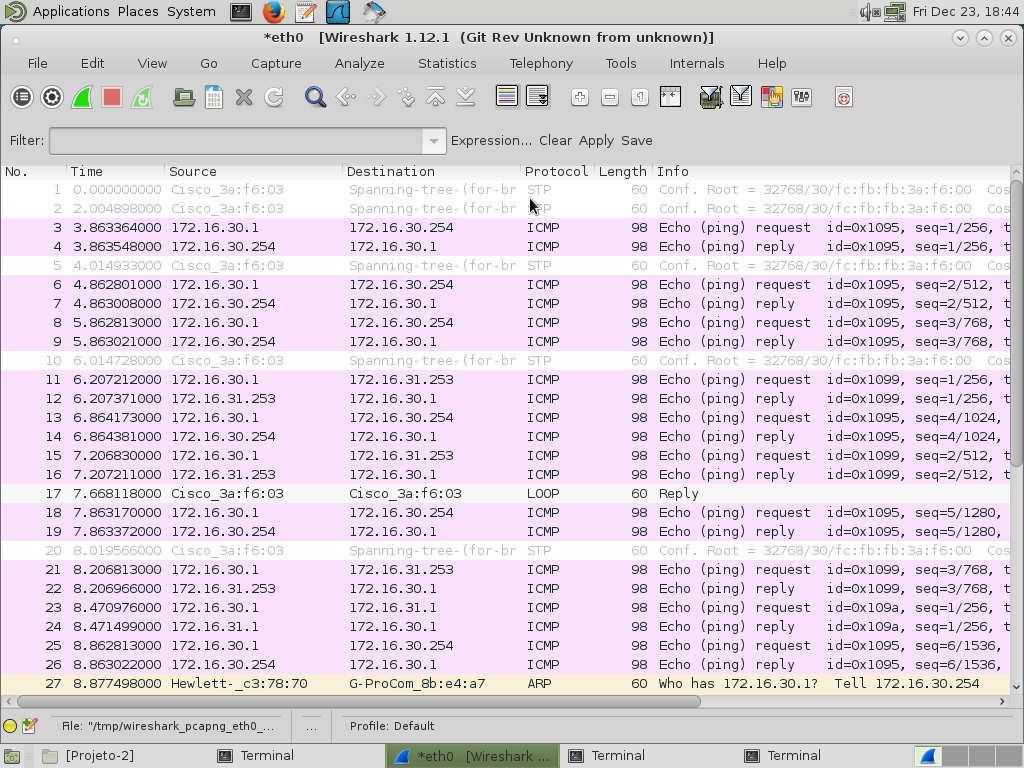 Applications Places System Fri Dec 23, 18:44
*eth0 [Wireshark 1.12.1 (Git Rev Unknown from unknown)]
File Edit View Go Capture Analyze Statistics Telephony Tools Internals Help
Filter: Expression... Clear Apply Save
No. Time Source Destination Protocol Length Info
1 0.000000000 Cisco_3a:f6:03 Spanning-tree-(for-br STP 60 Conf. Root = 32768/30/fc:fb:fb:3a:f6:00 Cos
2 2.004898000 Cisco_3a:f6:03 Spanning-tree-(for-br STP 60 Conf. Root = 32768/30/fc:fb:fb:3a:f6:00 Cos
3 3.863364000 172.16.30.1 172.16.30.254 ICMP 98 Echo (ping) request id=0x1095, seq=1/256, t
4 3.863548000 172.16.30.254 172.16.30.1 ICMP 98 Echo (ping) reply id=0x1095, seq=1/256, t
5 4.014933000 Cisco_3a:f6:03 Spanning-tree-(for-br STP 60 Conf. Root = 32768/30/fc:fb:fb:3a:f6:00 Cos
6 4.862801000 172.16.30.1 172.16.30.254 ICMP 98 Echo (ping) request id=0x1095, seq=2/512, t
7 4.863008000 172.16.30.254 172.16.30.1 ICMP 98 Echo (ping) reply id=0x1095, seq=2/512, t
8 5.862813000 172.16.30.1 172.16.30.254 ICMP 98 Echo (ping) request id=0x1095, seq=3/768, t
9 5.863021000 172.16.30.254 172.16.30.1 ICMP 98 Echo (ping) reply id=0x1095, seq=3/768, t
10 6.014728000 Cisco_3a:f6:03 Spanning-tree-(for-br STP 60 Conf. Root = 32768/30/fc:fb:fb:3a:f6:00 Cos
11 6.207212000 172.16.30.1 172.16.31.253 ICMP 98 Echo (ping) request id=0x1099, seq=1/256, t
12 6.207371000 172.16.31.253 172.16.30.1 ICMP 98 Echo (ping) reply id=0x1099, seq=1/256, t
13 6.864173000 172.16.30.1 172.16.30.254 ICMP 98 Echo (ping) request id=0x1095, seq=4/1024,
14 6.864381000 172.16.30.254 172.16.30.1 ICMP 98 Echo (ping) reply id=0x1095, seq=4/1024,
15 7.206830000 172.16.30.1 172.16.31.253 ICMP 98 Echo (ping) request id=0x1099, seq=2/512, t
16 7.207211000 172.16.31.253 172.16.30.1 ICMP 98 Echo (ping) reply id=0x1099, seq=2/512, t
17 7.668118000 Cisco_3a:f6:03 Cisco_3a:f6:03 LOOP 60 Reply
18 7.863170000 172.16.30.1 172.16.30.254 ICMP 98 Echo (ping) request id=0x1095, seq=5/1280,
19 7.863372000 172.16.30.254 172.16.30.1 ICMP 98 Echo (ping) reply id=0x1095, seq=5/1280,
20 8.019566000 Cisco_3a:f6:03 Spanning-tree-(for-br STP 60 Conf. Root = 32768/30/fc:fb:fb:3a:f6:00 Cos
21 8.206813000 172.16.30.1 172.16.31.253 ICMP 98 Echo (ping) request id=0x1099, seq=3/768, t
22 8.206966000 172.16.31.253 172.16.30.1 ICMP 98 Echo (ping) reply id=0x1099, seq=3/768, t
23 8.470976000 172.16.30.1 172.16.31.1 ICMP 98 Echo (ping) request id=0x109a, seq=1/256, t
24 8.471499000 172.16.31.1 172.16.30.1 ICMP 98 Echo (ping) reply id=0x109a, seq=1/256, t
25 8.862813000 172.16.30.1 172.16.30.254 ICMP 98 Echo (ping) request id=0x1095, seq=6/1536,
26 8.863022000 172.16.30.254 172.16.30.1 ICMP 98 Echo (ping) reply id=0x1095, seq=6/1536,
27 8.877498000 Hewlett-_c3:78:70 G-ProCom_8b:e4:a7 ARP 60 Who has 172.16.30.1? Tell 172.16.30.254
File: "/tmp/wireshark_pcapng_eth0_... ... Profile: Default
[Projeto-2] Terminal *eth0 [Wireshark ... Terminal Terminal